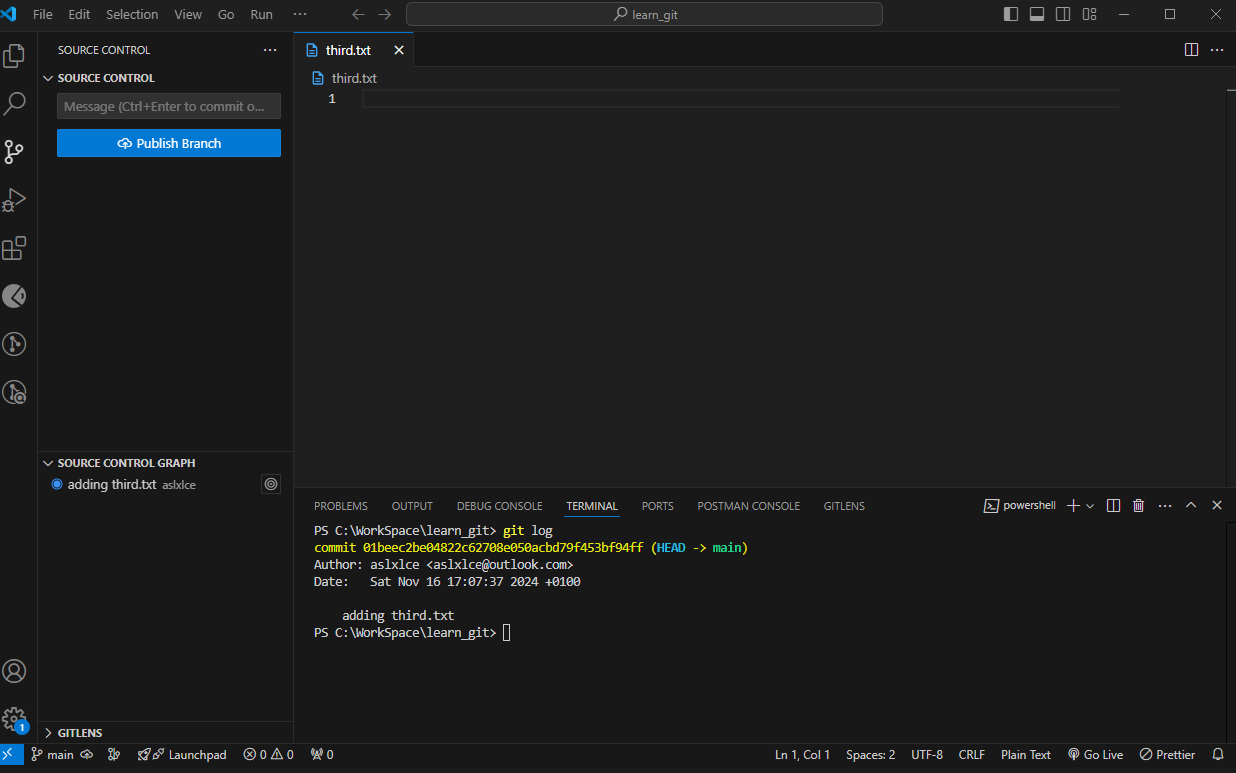 File Edit Selection View Go Run ··· learn_git
SOURCE CONTROL ···
SOURCE CONTROL
Message (Ctrl+Enter to commit o...
Publish Branch
third.txt
third.txt
1
SOURCE CONTROL GRAPH
adding third.txt aslxlce
GITLENS
PROBLEMS OUTPUT DEBUG CONSOLE TERMINAL PORTS POSTMAN CONSOLE GITLENS powershell
PS C:\WorkSpace\learn_git> git log
commit 01beec2be04822c62708e050acbd79f453bf94ff (HEAD -> main)
Author: aslxlce <aslxlce@outlook.com>
Date:   Sat Nov 16 17:07:37 2024 +0100
adding third.txt
PS C:\WorkSpace\learn_git>
1
main Launchpad 0 0 0 Ln 1, Col 1 Spaces: 2 UTF-8 CRLF Plain Text Go Live Prettier